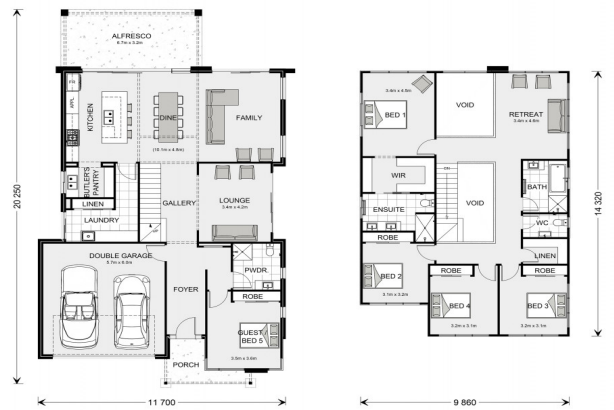 ALFRESCO
6.7m x 3.2m
FR
APPL
KITCHEN
DINE
FAMILY
(10.1m x 4.8m)
BUTLER'S
PANTRY
LINEN
LAUNDRY
GALLERY
LOUNGE
3.4m x 4.2m
DOUBLE GARAGE
5.7m x 6.0m
FOYER
PWDR.
ROBE
GUEST
BED 5
3.5m x 3.6m
PORCH
20 250
11 700
3.4m x 4.5m
BED 1
VOID
RETREAT
3.4m x 4.6m
WIR
ENSUITE
VOID
BATH
WC
LINEN
ROBE
BED 2
3.1m x 3.2m
ROBE
BED 4
3.2m x 3.1m
ROBE
BED 3
3.2m x 3.1m
14 320
9 860